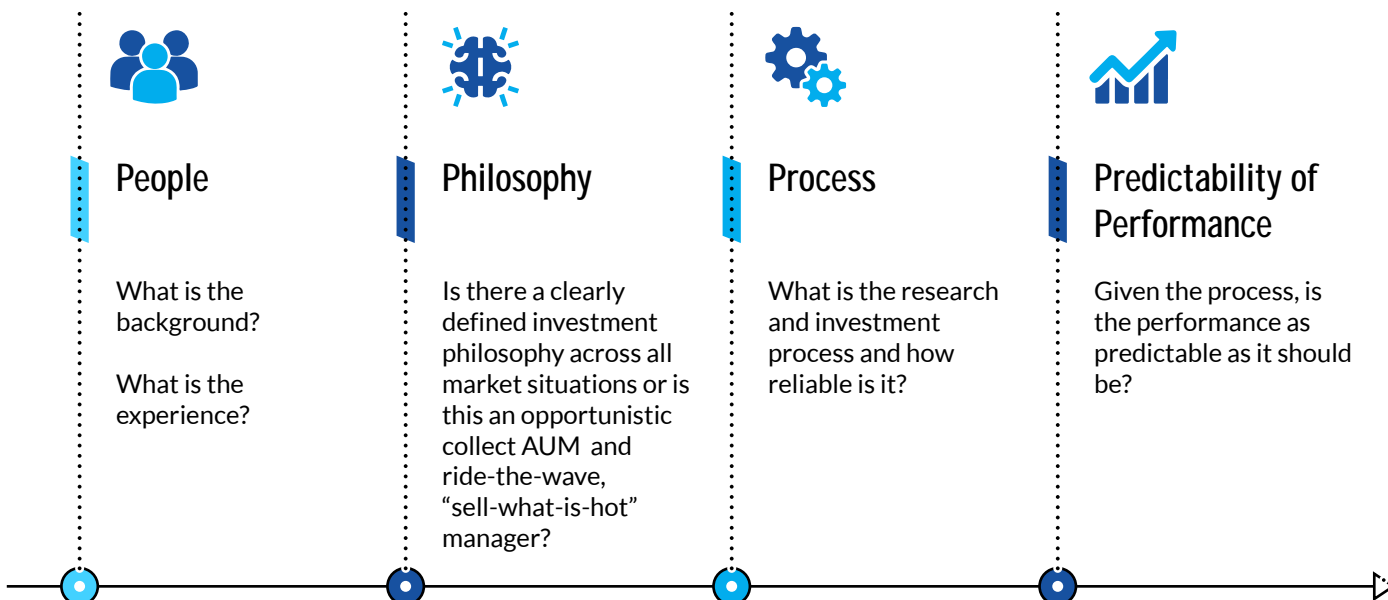 People
What is the
background?
What is the
experience?
Philosophy
Is there a clearly
defined investment
philosophy across all
market situations or is
this an opportunistic
collect AUM  and
ride-the-wave,
“sell-what-is-hot”
manager?
Process
What is the research
and investment
process and how
reliable is it?
Predictability of
Performance
Given the process, is
the performance as
predictable as it should
be?